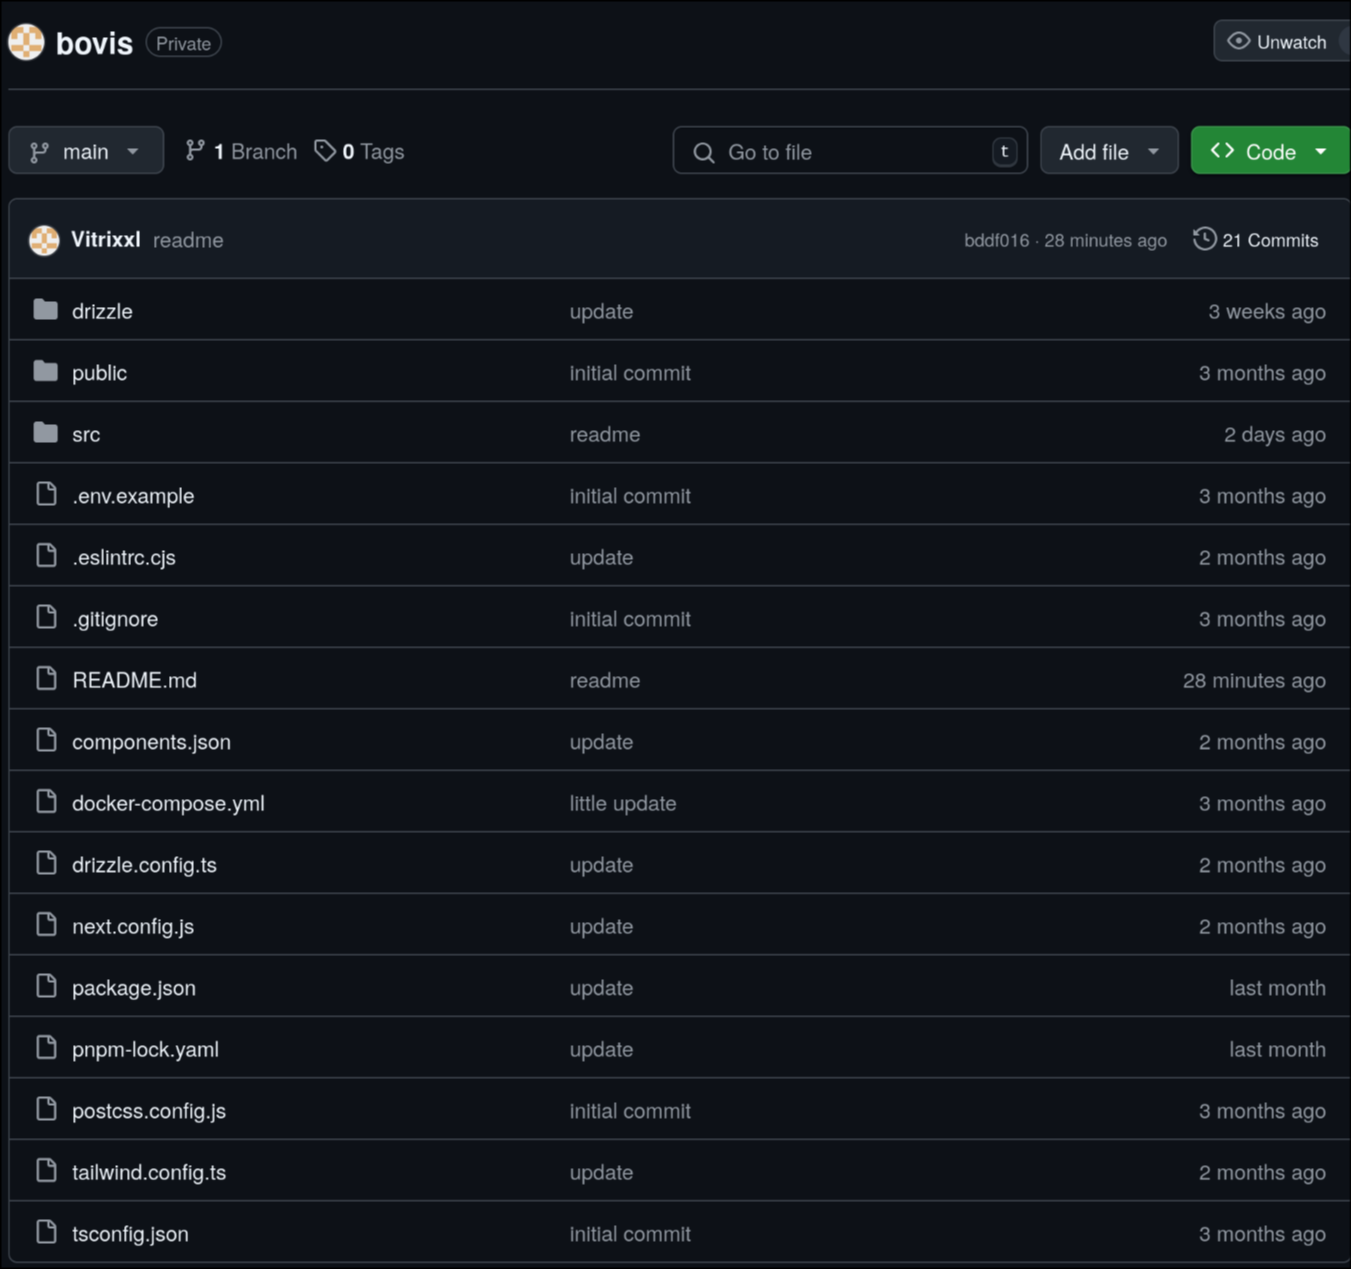 bovis Private Unwatch
main 1 Branch 0 Tags Go to file t Add file Code
Vitrixxl readme bddf016 · 28 minutes ago 21 Commits
drizzle update 3 weeks ago
public initial commit 3 months ago
src readme 2 days ago
.env.example initial commit 3 months ago
.eslintrc.cjs update 2 months ago
.gitignore initial commit 3 months ago
README.md readme 28 minutes ago
components.json update 2 months ago
docker-compose.yml little update 3 months ago
drizzle.config.ts update 2 months ago
next.config.js update 2 months ago
package.json update last month
pnpm-lock.yaml update last month
postcss.config.js initial commit 3 months ago
tailwind.config.ts update 2 months ago
tsconfig.json initial commit 3 months ago